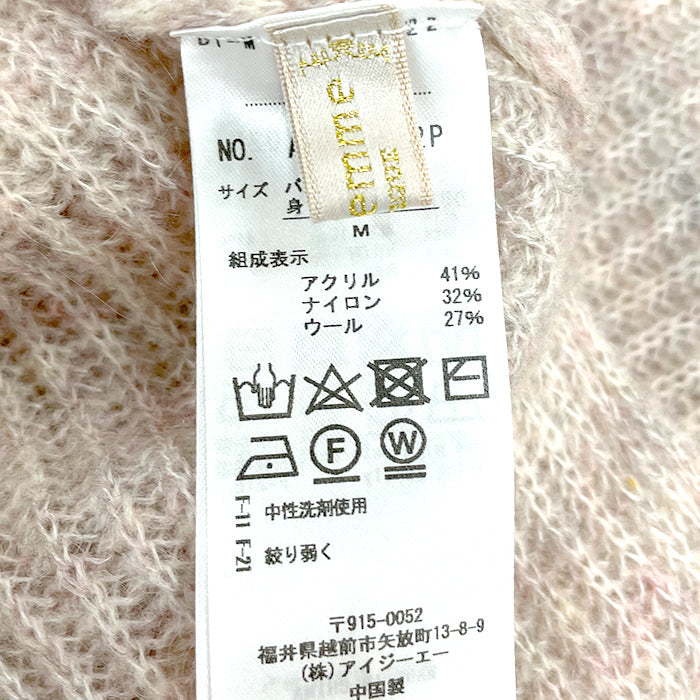 emme
NO.
2P
サイズ
身
M
組成表示
アクリル 41%
ナイロン 32%
ウール 27%
F
W
F-11 中性洗剤使用
F-21 絞り弱く
〒915-0052
福井県越前市矢放町13-8-9
(株)アイジーエー
中国製